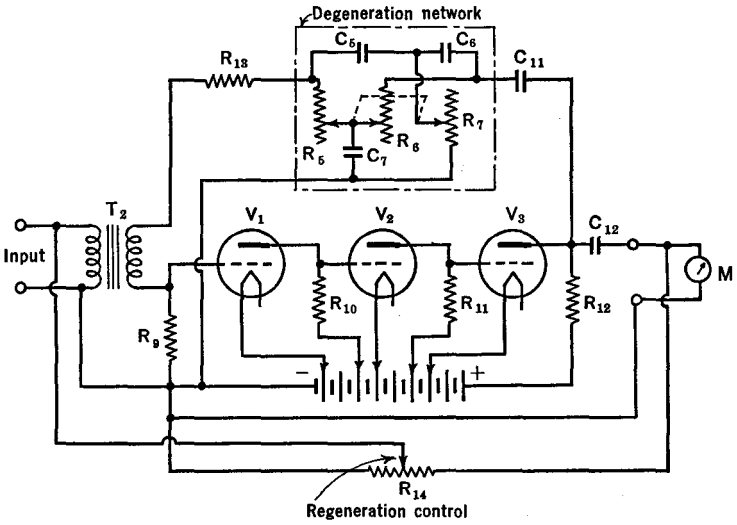 Degeneration network
C5
C6
R13
C11
R5
R6
R7
C7
T2
V1
V2
V3
C12
Input
M
R9
R10
R11
R12
−
+
R14
Regeneration control